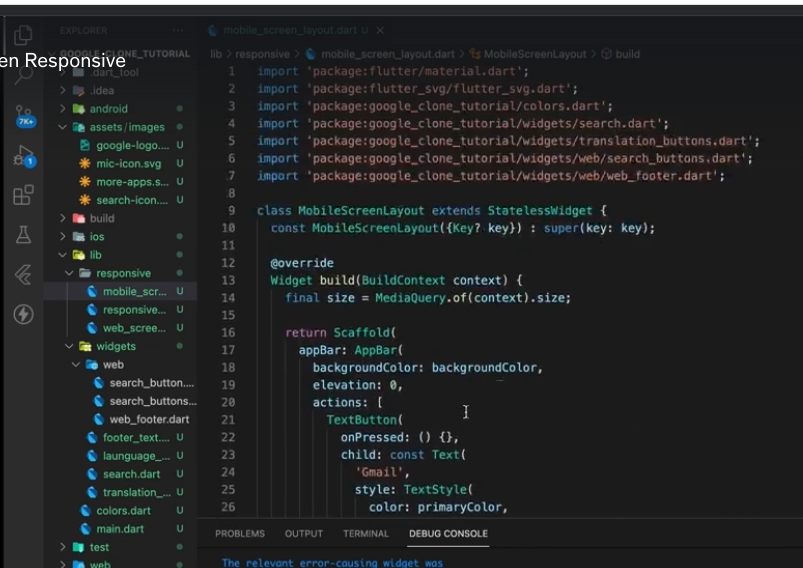 EXPLORER
mobile_screen_layout.dart U
GOOGLE_CLONE_TUTORIAL
en Responsive
lib > responsive > mobile_screen_layout.dart > MobileScreenLayout > build
.dart_tool
.idea
android
7K+
assets/images
google-logo.... U
1
mic-icon.svg U
more-apps.s... U
search-icon.... U
build
ios
lib
responsive
mobile_scr... U
responsive... U
web_scree... U
widgets
web
search_button....
search_buttons...
web_footer.dart
footer_text.... U
launguage_... U
search.dart U
translation_... U
colors.dart U
main.dart U
test
web
1 import 'package:flutter/material.dart';
2 import 'package:flutter_svg/flutter_svg.dart';
3 import 'package:google_clone_tutorial/colors.dart';
4 import 'package:google_clone_tutorial/widgets/search.dart';
5 import 'package:google_clone_tutorial/widgets/translation_buttons.dart';
6 import 'package:google_clone_tutorial/widgets/web/search_buttons.dart';
7 import 'package:google_clone_tutorial/widgets/web/web_footer.dart';
8
9 class MobileScreenLayout extends StatelessWidget {
10 const MobileScreenLayout({Key? key}) : super(key: key);
11
12 @override
13 Widget build(BuildContext context) {
14 final size = MediaQuery.of(context).size;
15
16 return Scaffold(
17 appBar: AppBar(
18 backgroundColor: backgroundColor,
19 elevation: 0,
20 actions: [
21 TextButton(
22 onPressed: () {},
23 child: const Text(
24 'Gmail',
25 style: TextStyle(
26 color: primaryColor,
PROBLEMS OUTPUT TERMINAL DEBUG CONSOLE
The relevant error-causing widget was